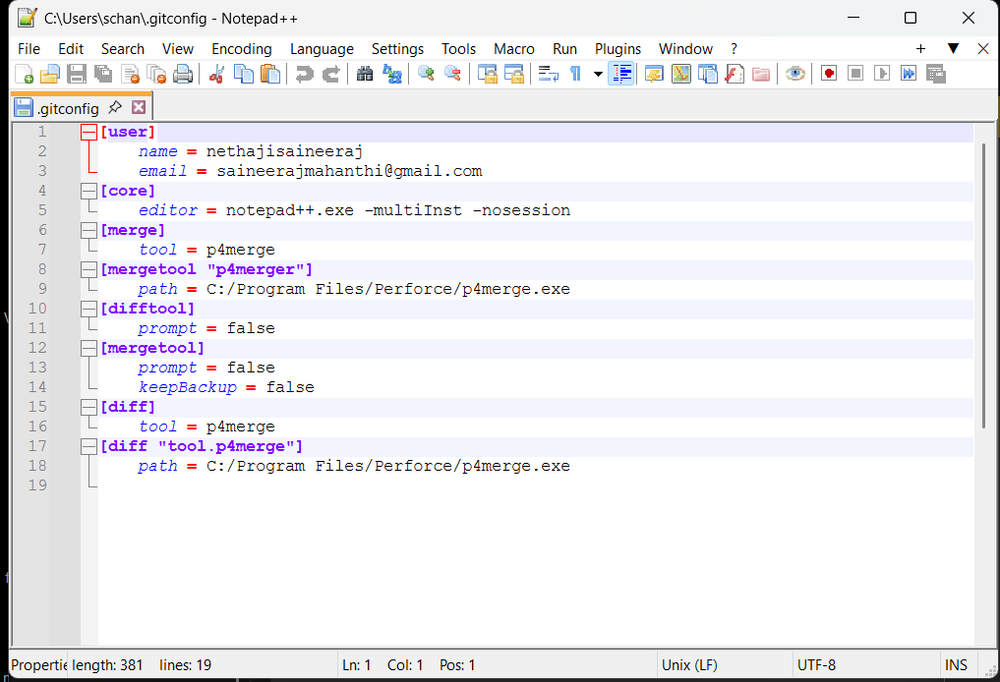 C:\Users\schan\.gitconfig - Notepad++
File Edit Search View Encoding Language Settings Tools Macro Run Plugins Window ?
.gitconfig
1 [user]
2 name = nethajisaineeraj
3 email = saineerajmahanthi@gmail.com
4 [core]
5 editor = notepad++.exe -multiInst -nosession
6 [merge]
7 tool = p4merge
8 [mergetool "p4merger"]
9 path = C:/Program Files/Perforce/p4merge.exe
10 [difftool]
11 prompt = false
12 [mergetool]
13 prompt = false
14 keepBackup = false
15 [diff]
16 tool = p4merge
17 [diff "tool.p4merge"]
18 path = C:/Program Files/Perforce/p4merge.exe
19
Propertie length: 381 lines: 19 Ln: 1 Col: 1 Pos: 1 Unix (LF) UTF-8 INS